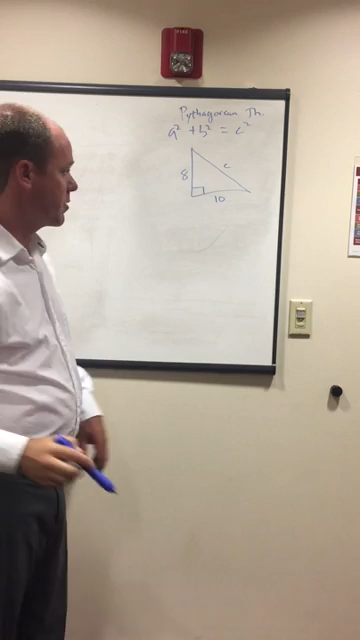 Pythagorean Th.
a² + b² = c²
8
c
10